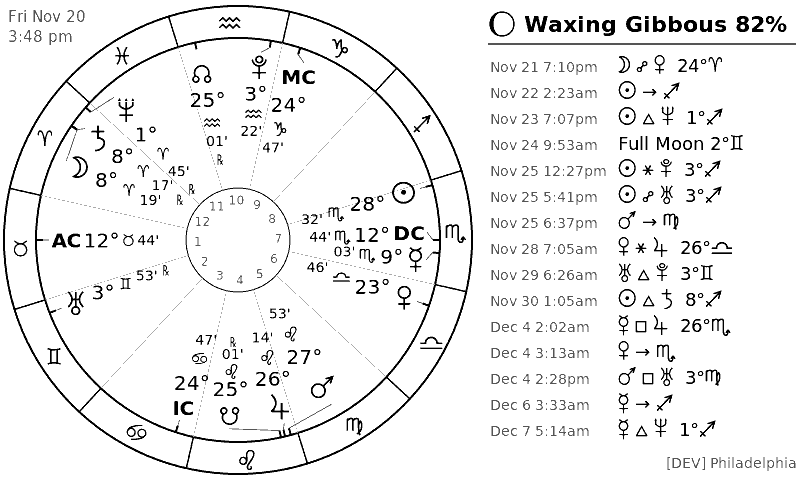 Fri Nov 20
3:48 pm
☽ Waxing Gibbous 82%
Nov 21 7:10pm ☽ ☍ ♀ 24°♈
Nov 22 2:23am ☉ → ♐
Nov 23 7:07pm ☉ △ ♆ 1°♐
Nov 24 9:53am Full Moon 2°♊
Nov 25 12:27pm ☉ ⚹ ♇ 3°♐
Nov 25 5:41pm ☉ ☍ ♅ 3°♐
Nov 25 6:37pm ♂ → ♍
Nov 28 7:05am ♀ ⚹ ♃ 26°♎
Nov 29 6:26am ♅ △ ♇ 3°♊
Nov 30 1:05am ☉ △ ♄ 8°♐
Dec 4 2:02am ☿ □ ♃ 26°♏
Dec 4 3:13am ♀ → ♏
Dec 4 2:28pm ♂ □ ♅ 3°♍
Dec 6 3:33am ☿ → ♐
Dec 7 5:14am ☿ △ ♆ 1°♐
[DEV] Philadelphia
♒
♓
♑
♈
♐
♉
♏
♊
♎
♋
♍
♌
☊ 25° ♒ 01' ℞
♇ 3° ♒ 22'
MC 24° ♑ 47'
♆ 1° ♈ 45' ℞
♄ 8° ♈ 17' ℞
☽ 8° ♈ 19'
AC 12° ♉ 44'
♅ 3° ♊ 53' ℞
IC 24° ♋ 47'
☋ 25° ♌ 01' ℞
♃ 26° ♌ 14'
♂ 27° ♌ 53'
♀ 23° ♎ 46'
☿ 9° ♏ 03'
DC 12° ♏ 44'
☉ 28° ♏ 32'
1
2
3
4
5
6
7
8
9
10
11
12